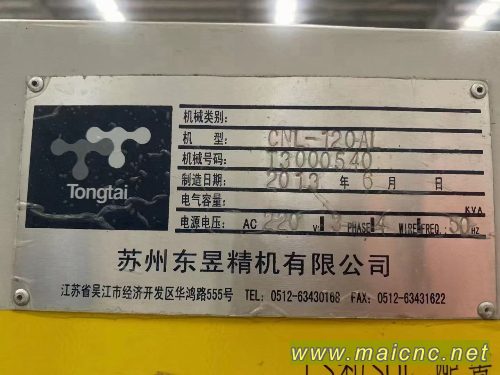 Tongtai
机械类别:
机 型: CNL-120AL
机械号码: I3000540
制造日期: 2013 年 6 月 日
电气容量: KVA
电源电压: AC 220 V 3 PHASE 4 WIRE FREQ. 50 HZ
苏州东昱精机有限公司
江苏省吴江市经济开发区华鸿路555号 TEL: 0512-63430168 FAX: 0512-63431622
www.maicnc.net